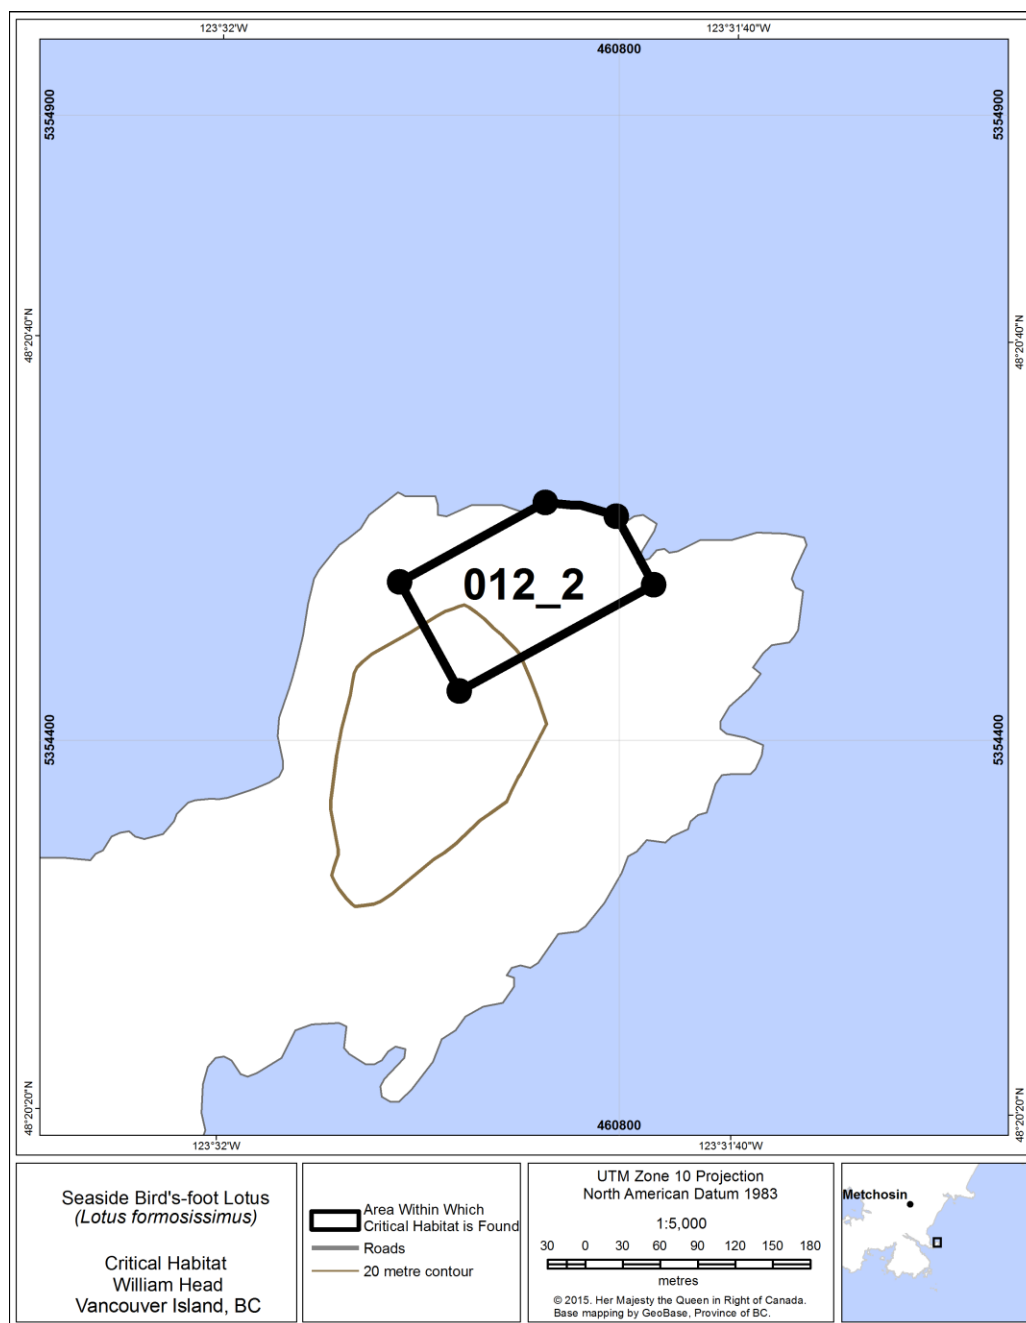 123°32'W
123°31'40"W
460800
5354900
5354900
48°20'40"N
48°20'40"N
012_2
5354400
5354400
48°20'20"N
48°20'20"N
460800
123°32'W
123°31'40"W
Seaside Bird's-foot Lotus
(Lotus formosissimus)
Critical Habitat
William Head
Vancouver Island, BC
Area Within Which
Critical Habitat is Found
Roads
20 metre contour
UTM Zone 10 Projection
North American Datum 1983
1:5,000
30 0 30 60 90 120 150 180
metres
© 2015. Her Majesty the Queen in Right of Canada.
Base mapping by GeoBase, Province of BC.
Metchosin